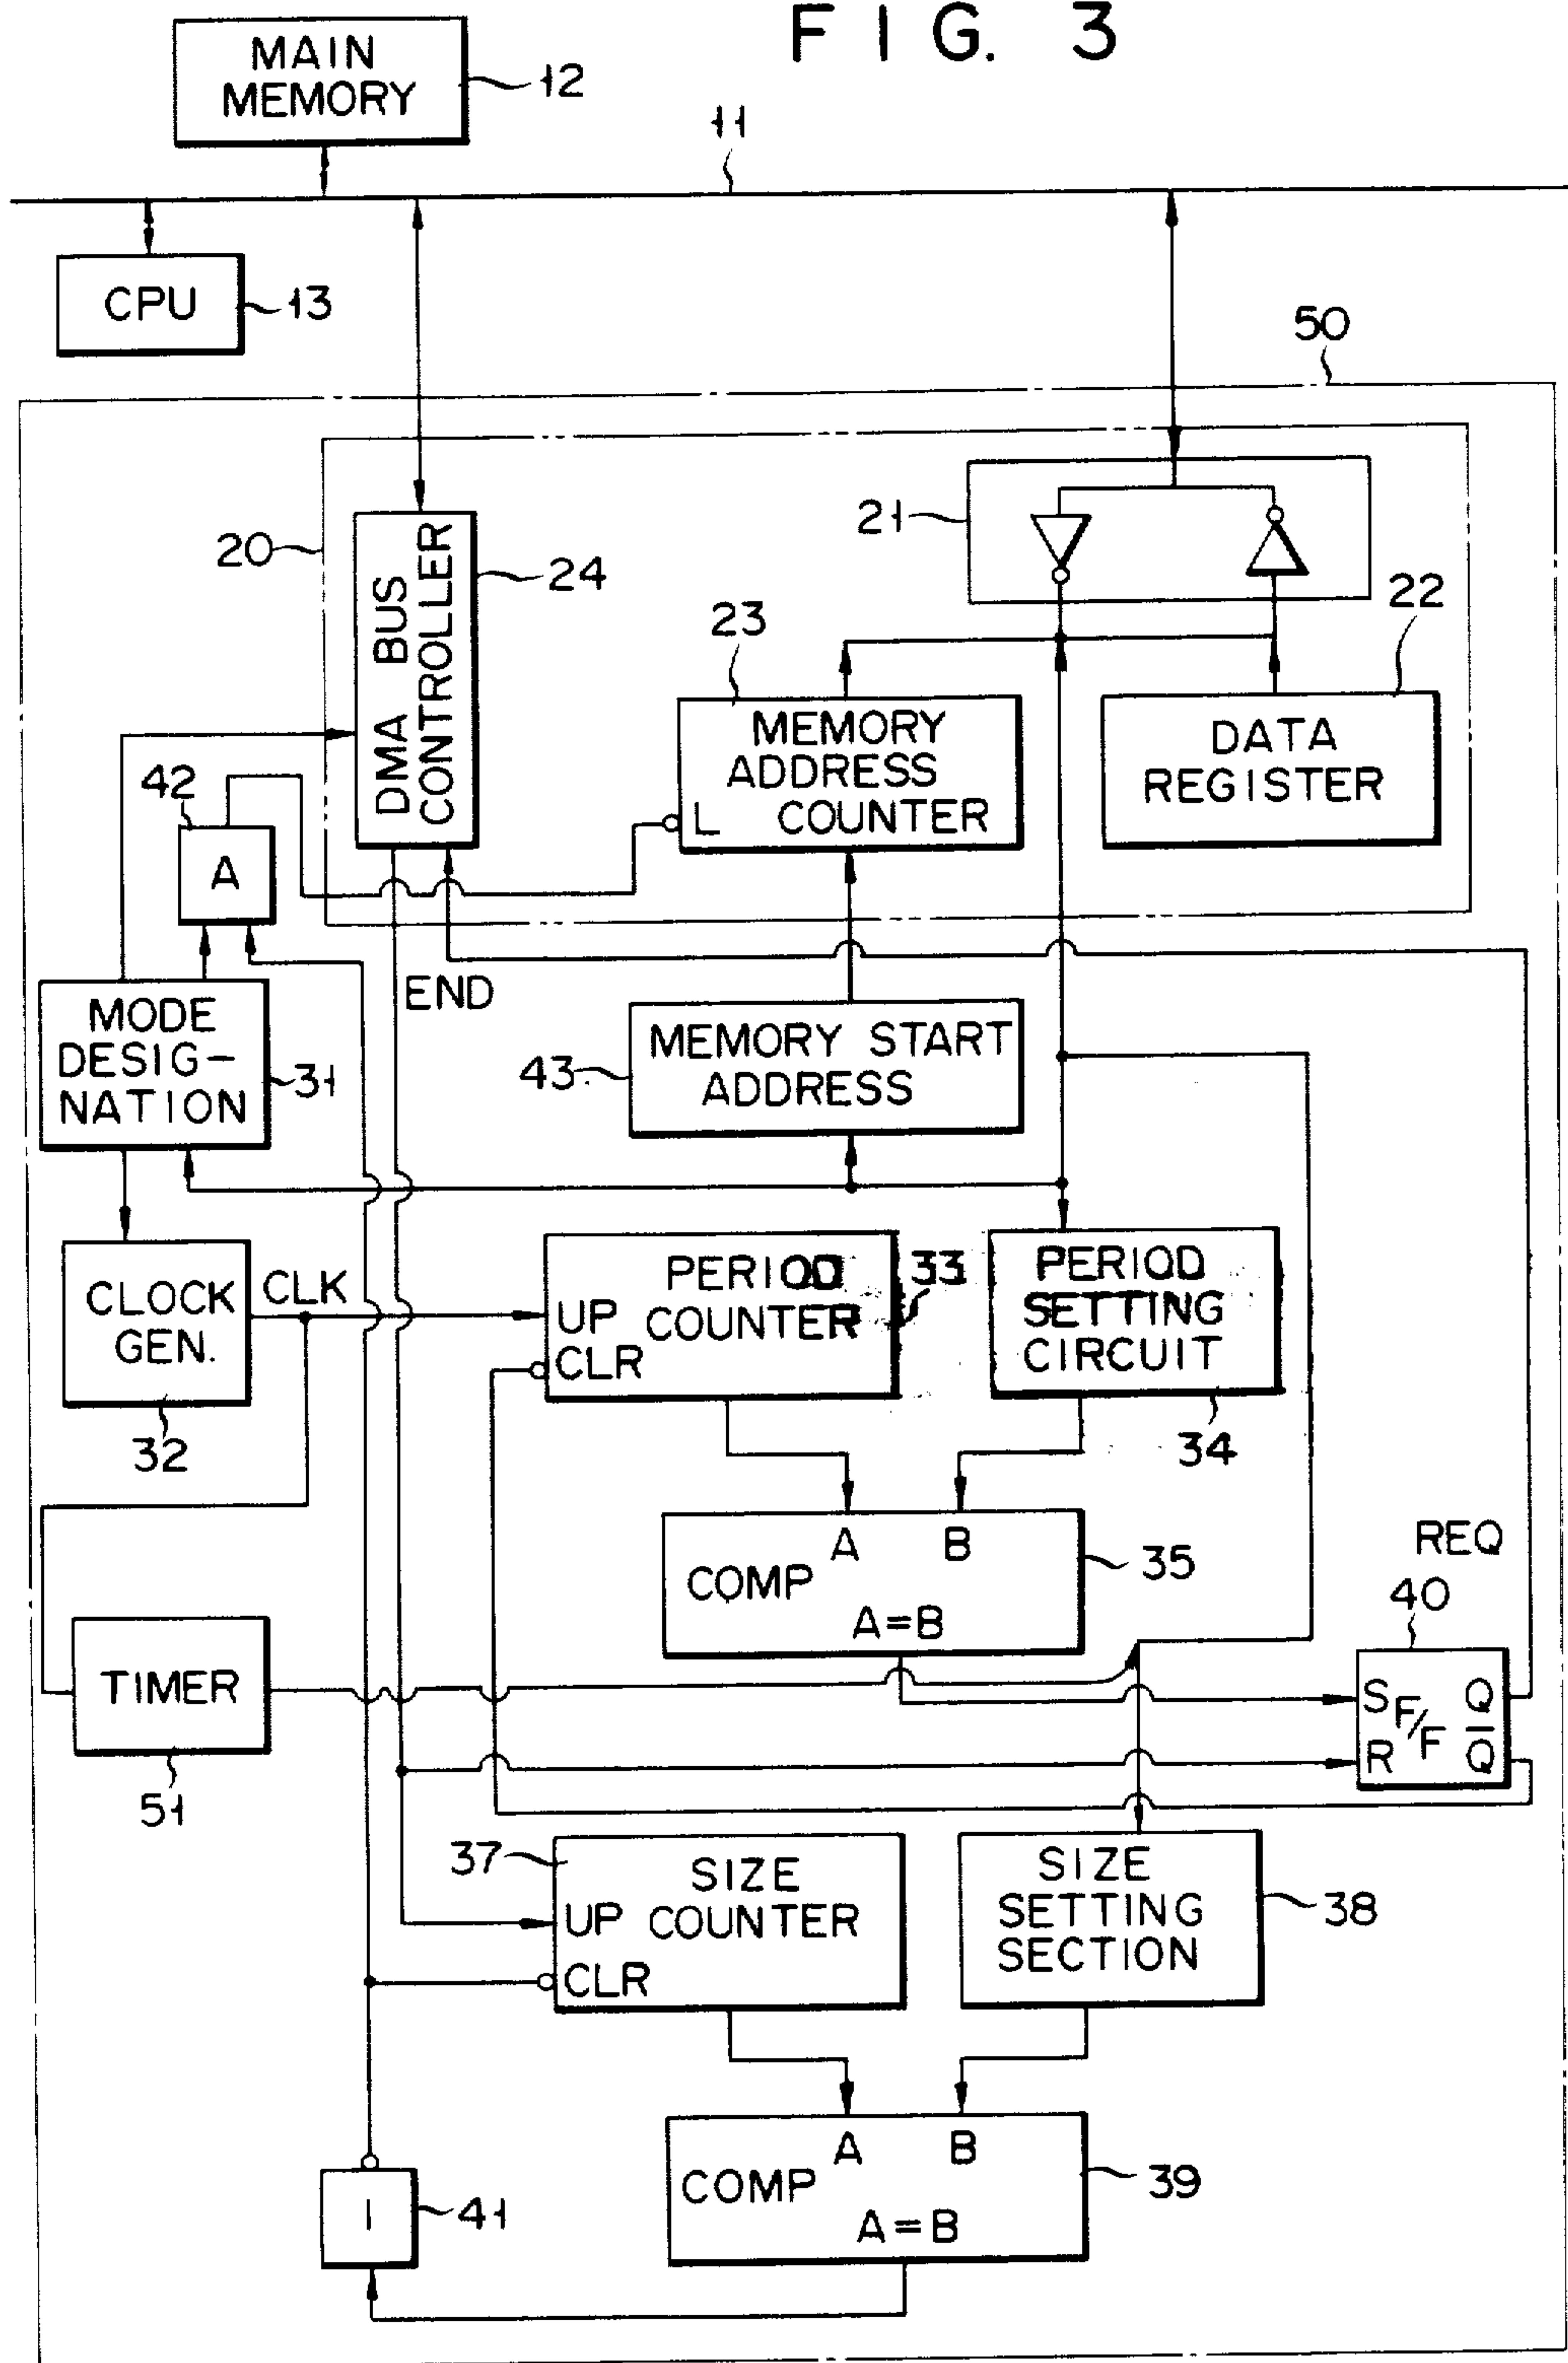 FIG. 3
MAIN
MEMORY
12
11
CPU
13
50
20
DMA BUS
CONTROLLER
24
21
22
23
MEMORY
ADDRESS
L COUNTER
DATA
REGISTER
42
A
END
MODE
DESIG-
NATION
31
43
MEMORY START
ADDRESS
CLOCK
GEN.
32
CLK
PERIOD
UP COUNTER
CLR
33
PERIOD
SETTING
CIRCUIT
34
A B
COMP
A=B
35
REQ
40
S Q
F/F
R Q̅
TIMER
51
37
SIZE
UP COUNTER
CLR
SIZE
SETTING
SECTION
38
A B
COMP
A=B
39
I
41